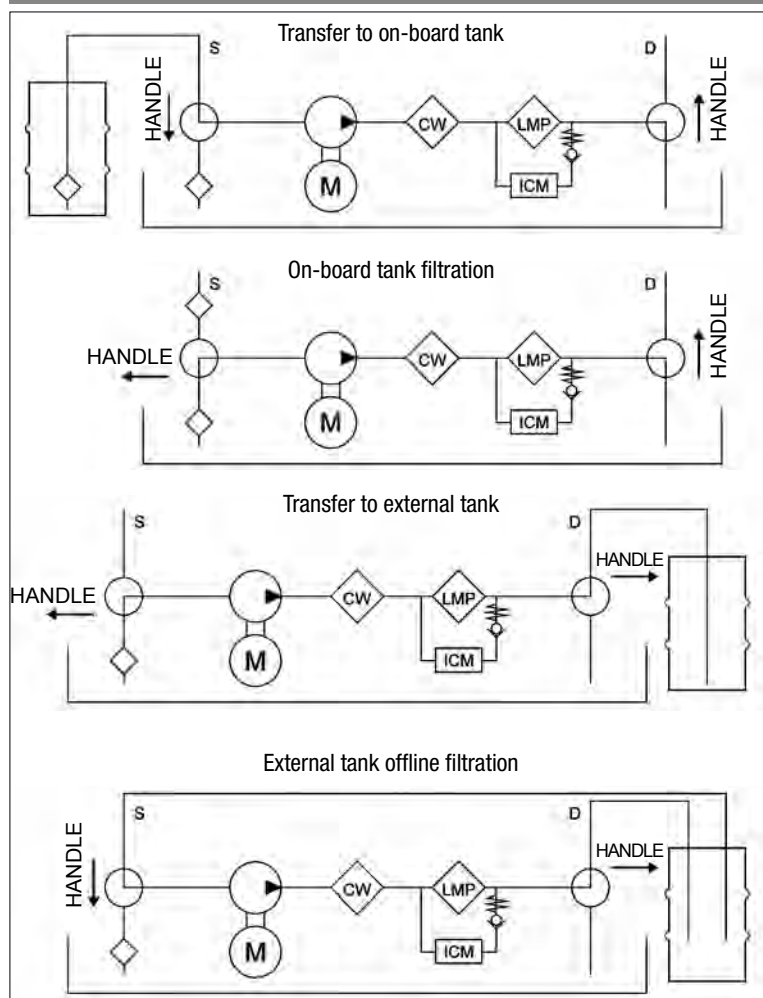 Transfer to on-board tank
S
D
HANDLE
HANDLE
CW
LMP
M
ICM
On-board tank filtration
S
D
HANDLE
HANDLE
CW
LMP
M
ICM
Transfer to external tank
S
D
HANDLE
HANDLE
CW
LMP
M
ICM
External tank offline filtration
S
D
HANDLE
HANDLE
CW
LMP
M
ICM